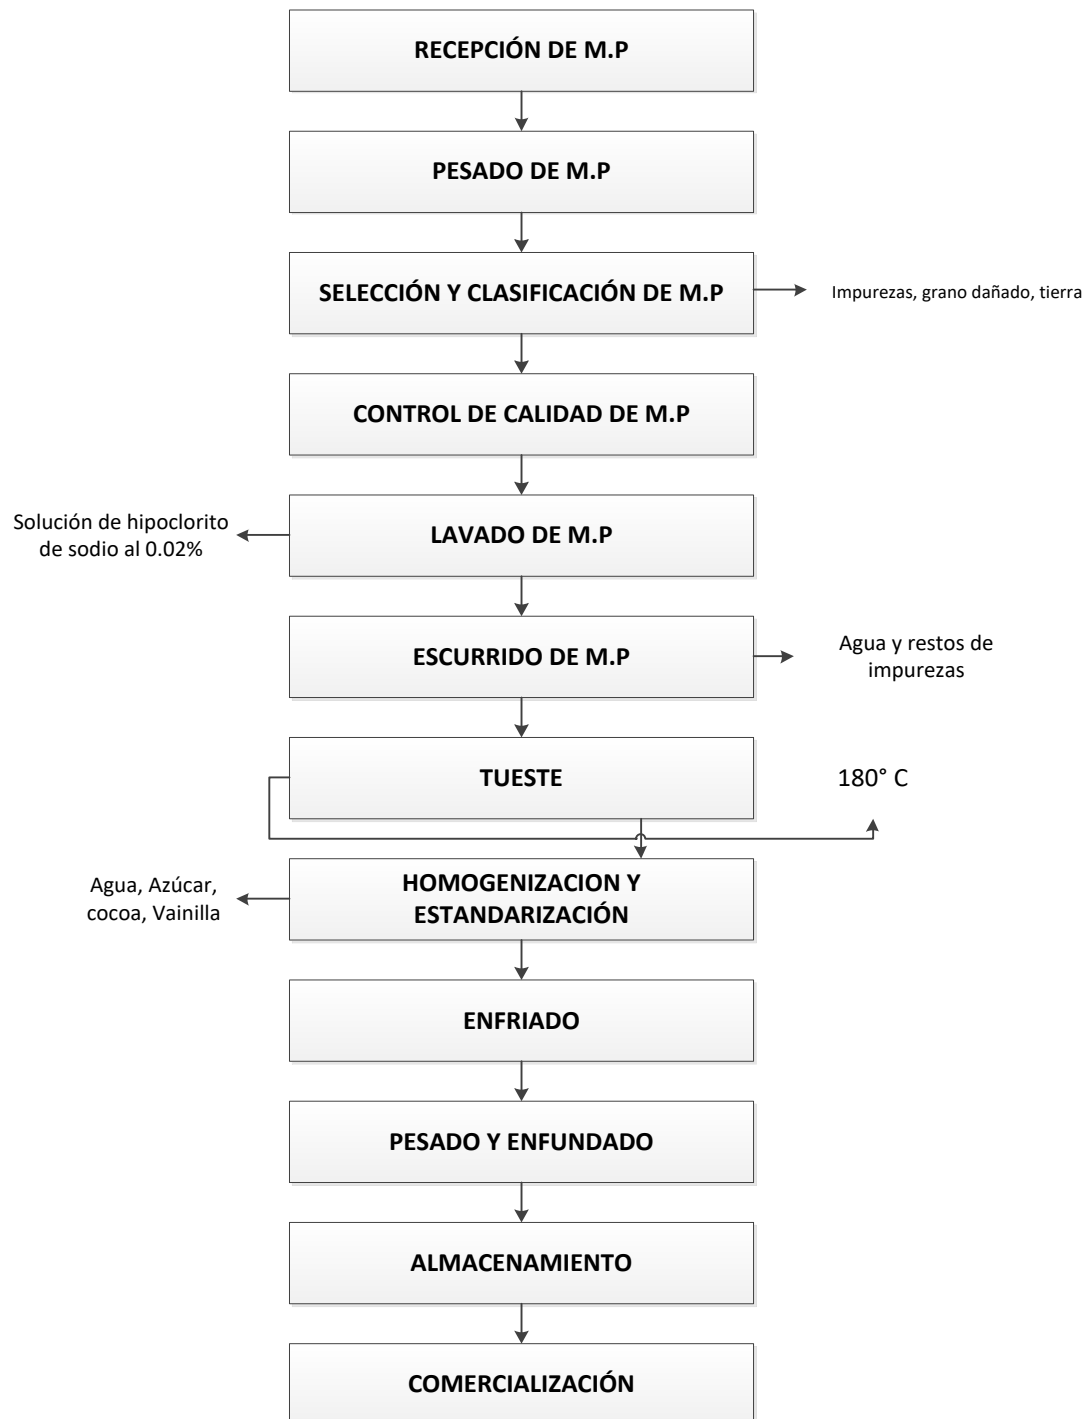 RECEPCIÓN DE M.P
PESADO DE M.P
SELECCIÓN Y CLASIFICACIÓN DE M.P
Impurezas, grano dañado, tierra
CONTROL DE CALIDAD DE M.P
Solución de hipoclorito
de sodio al 0.02%
LAVADO DE M.P
ESCURRIDO DE M.P
Agua y restos de
impurezas
TUESTE
180° C
Agua, Azúcar,
cocoa, Vainilla
HOMOGENIZACION Y
ESTANDARIZACIÓN
ENFRIADO
PESADO Y ENFUNDADO
ALMACENAMIENTO
COMERCIALIZACIÓN